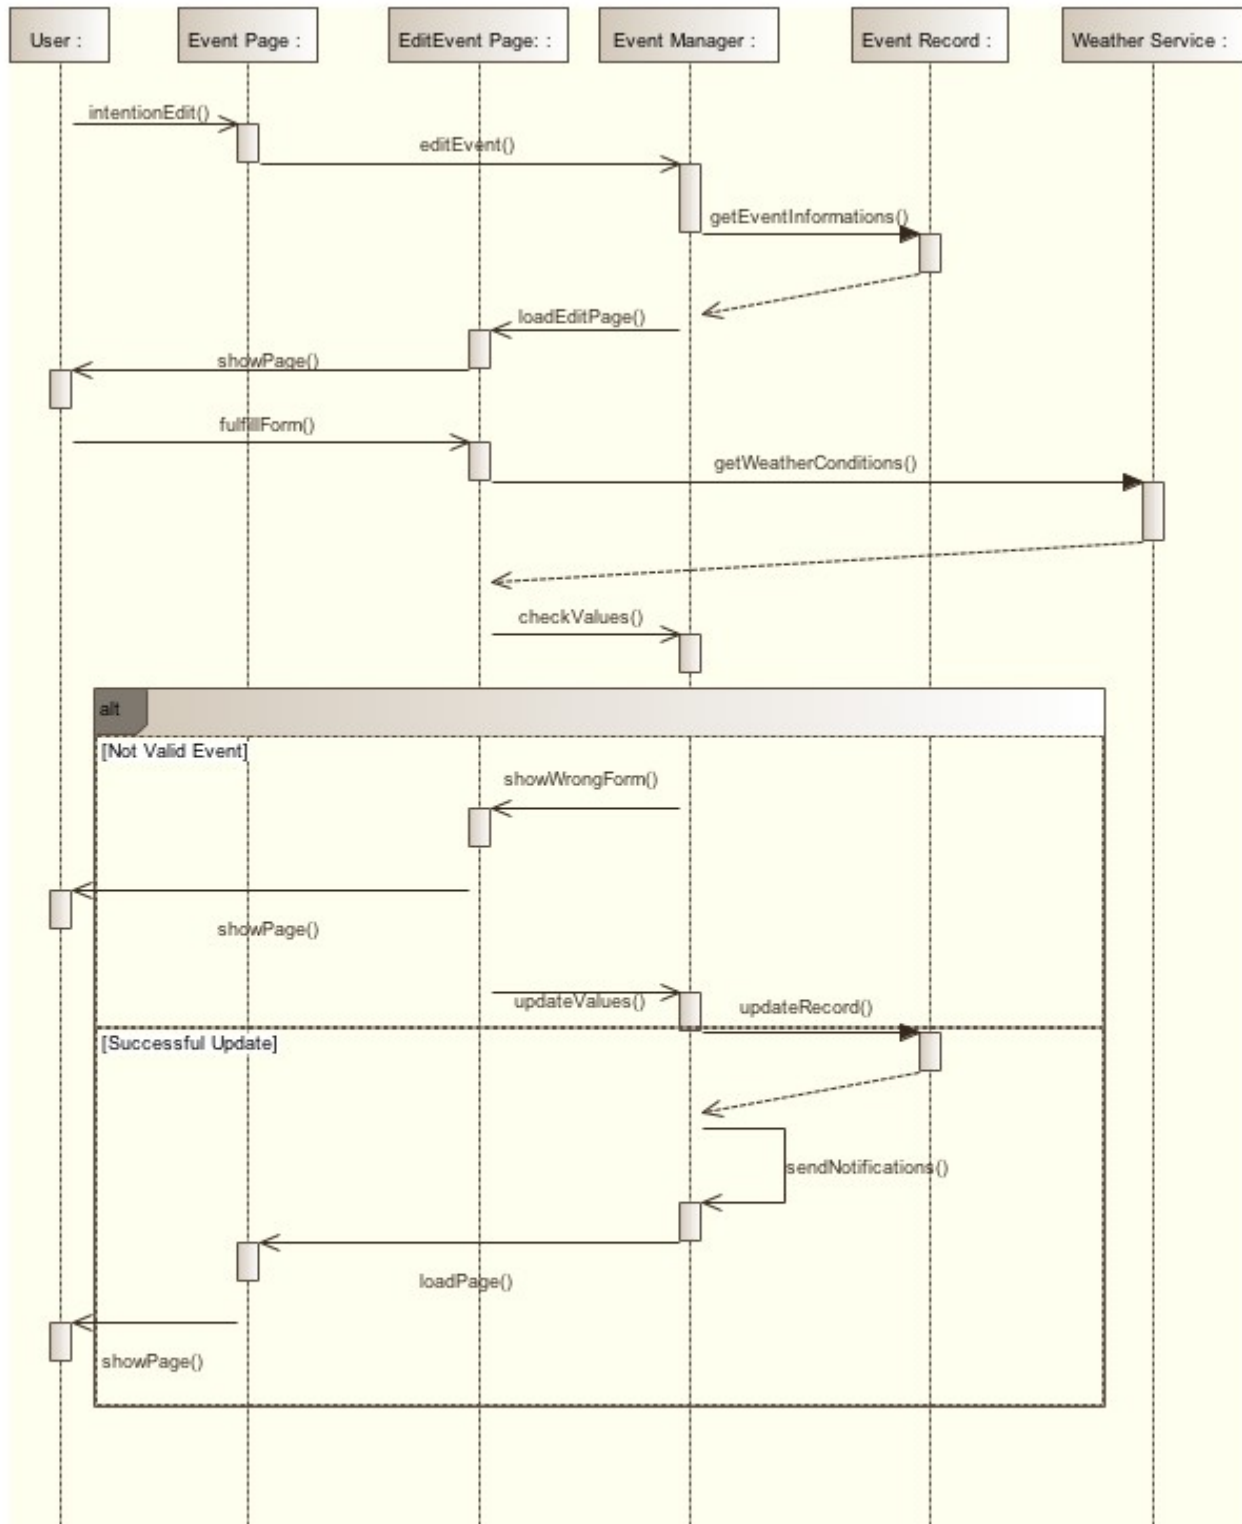 User :
Event Page :
EditEvent Page: :
Event Manager :
Event Record :
Weather Service :
intentionEdit()
editEvent()
getEventInformations()
loadEditPage()
showPage()
fulfillForm()
getWeatherConditions()
checkValues()
alt
[Not Valid Event]
showWrongForm()
showPage()
updateValues()
updateRecord()
[Successful Update]
sendNotifications()
loadPage()
showPage()